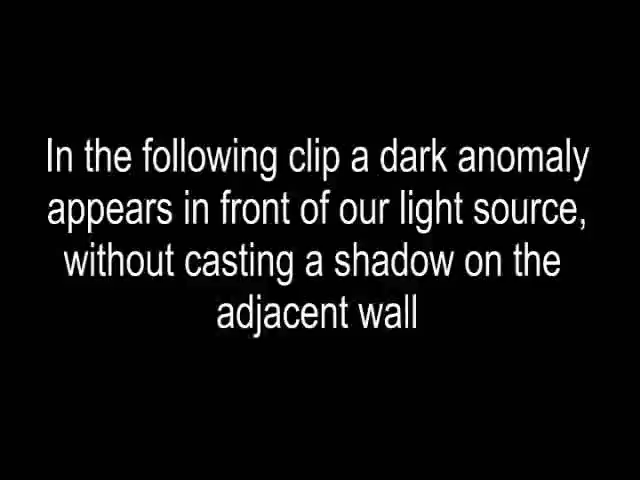 In the following clip a dark anomaly
appears in front of our light source,
without casting a shadow on the
adjacent wall